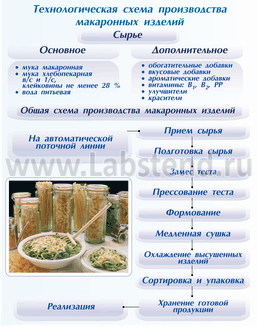 Технологическая схема производства
макаронных изделий
Сырье
Основное
• мука макаронная
• мука хлебопекарная
в/с и 1/с,
клейковины не менее 28 %
• вода питьевая
Дополнительное
• обогатительные добавки
• вкусовые добавки
• ароматические добавки
• витамины: В₁, В₂, РР
• улучшители
• красители
Общая схема производства макаронных изделий
На автоматической
поточной линии
Прием сырья
Подготовка сырья
Замес теста
Прессование теста
Формование
Медленная сушка
Охлаждение высушенных
изделий
Сортировка и упаковка
Хранение готовой
продукции
Реализация
www.Labstend.ru